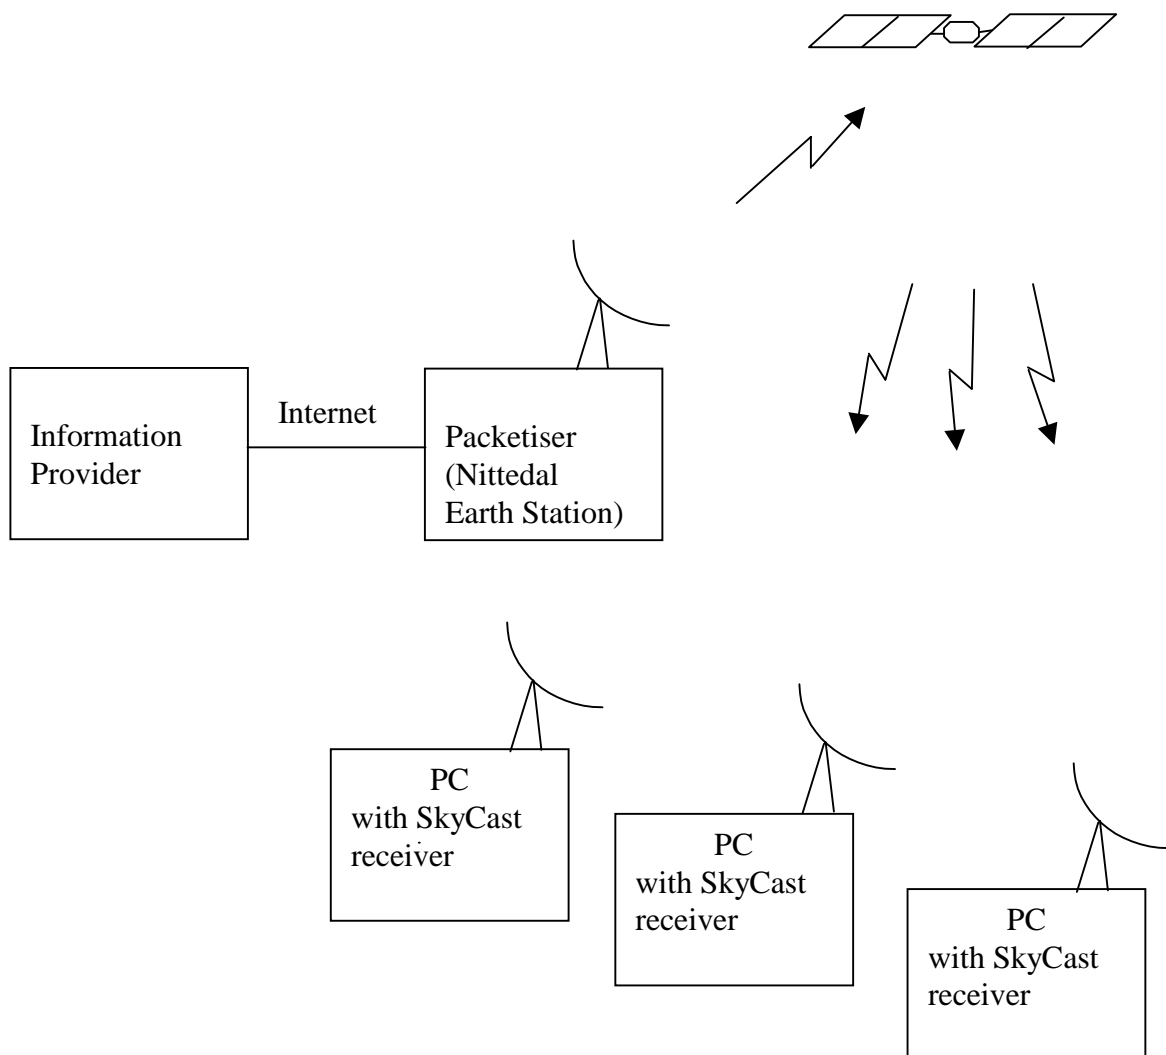 Internet
Information
Provider
Packetiser
(Nittedal
Earth Station)
PC
with SkyCast
receiver
PC
with SkyCast
receiver
PC
with SkyCast
receiver